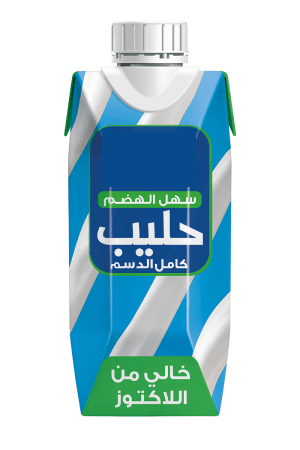 سهل الهضم
حليب
كامل الدسم
خالي من
اللاكتوز